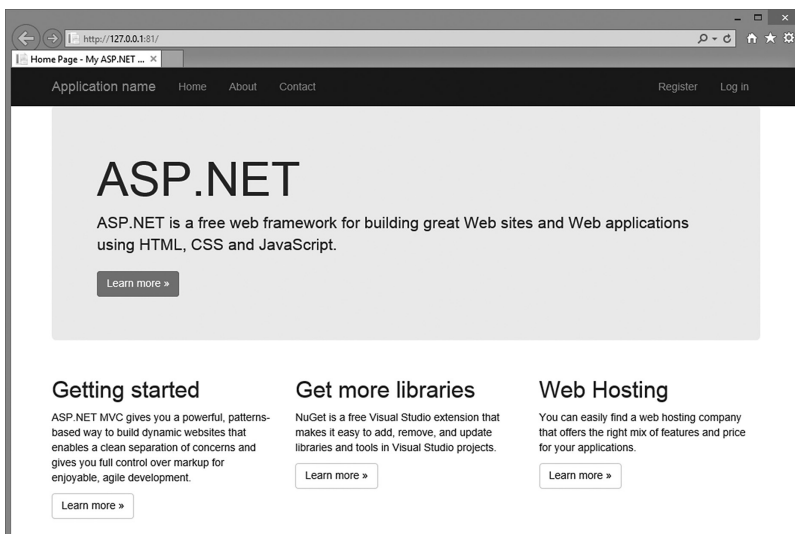 http://127.0.0.1:81/
Home Page - My ASP.NET ...
Application name Home About Contact Register Log in
ASP.NET
ASP.NET is a free web framework for building great Web sites and Web applications
using HTML, CSS and JavaScript.
Learn more »
Getting started
ASP.NET MVC gives you a powerful, patterns-
based way to build dynamic websites that
enables a clean separation of concerns and
gives you full control over markup for
enjoyable, agile development.
Learn more »
Get more libraries
NuGet is a free Visual Studio extension that
makes it easy to add, remove, and update
libraries and tools in Visual Studio projects.
Learn more »
Web Hosting
You can easily find a web hosting company
that offers the right mix of features and price
for your applications.
Learn more »